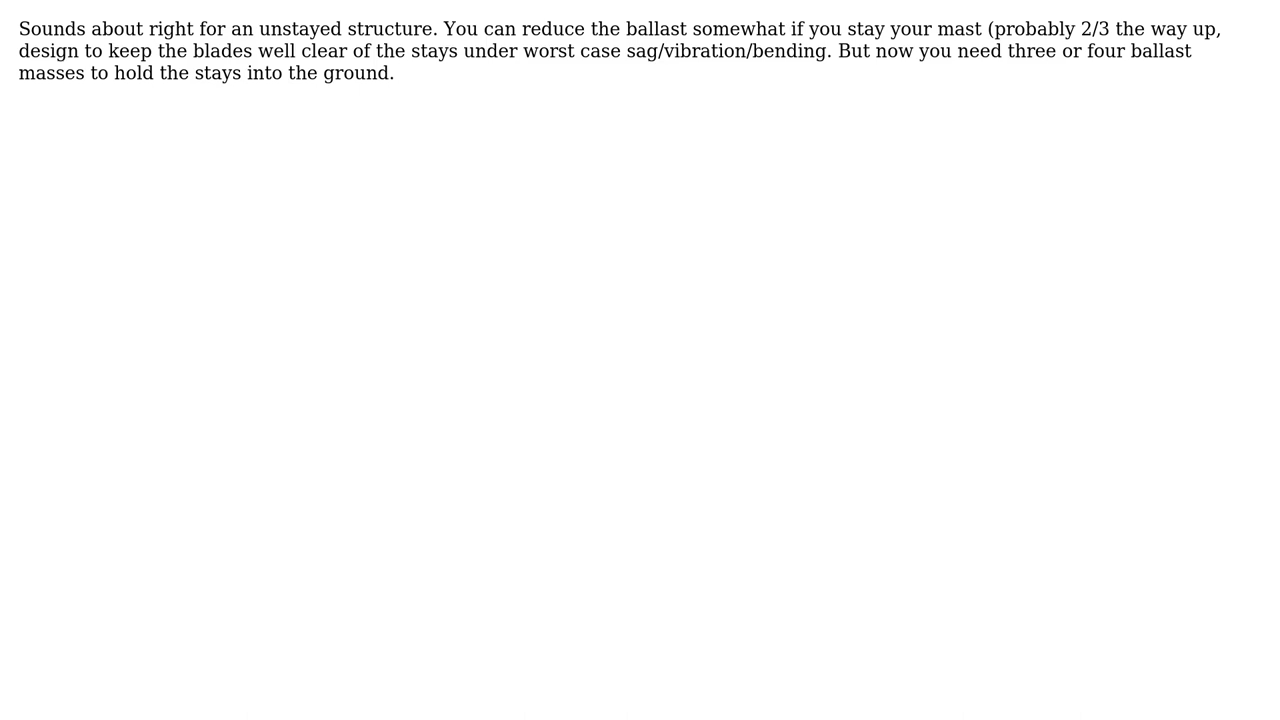 Sounds about right for an unstayed structure. You can reduce the ballast somewhat if you stay your mast (probably 2/3 the way up,
design to keep the blades well clear of the stays under worst case sag/vibration/bending. But now you need three or four ballast
masses to hold the stays into the ground.